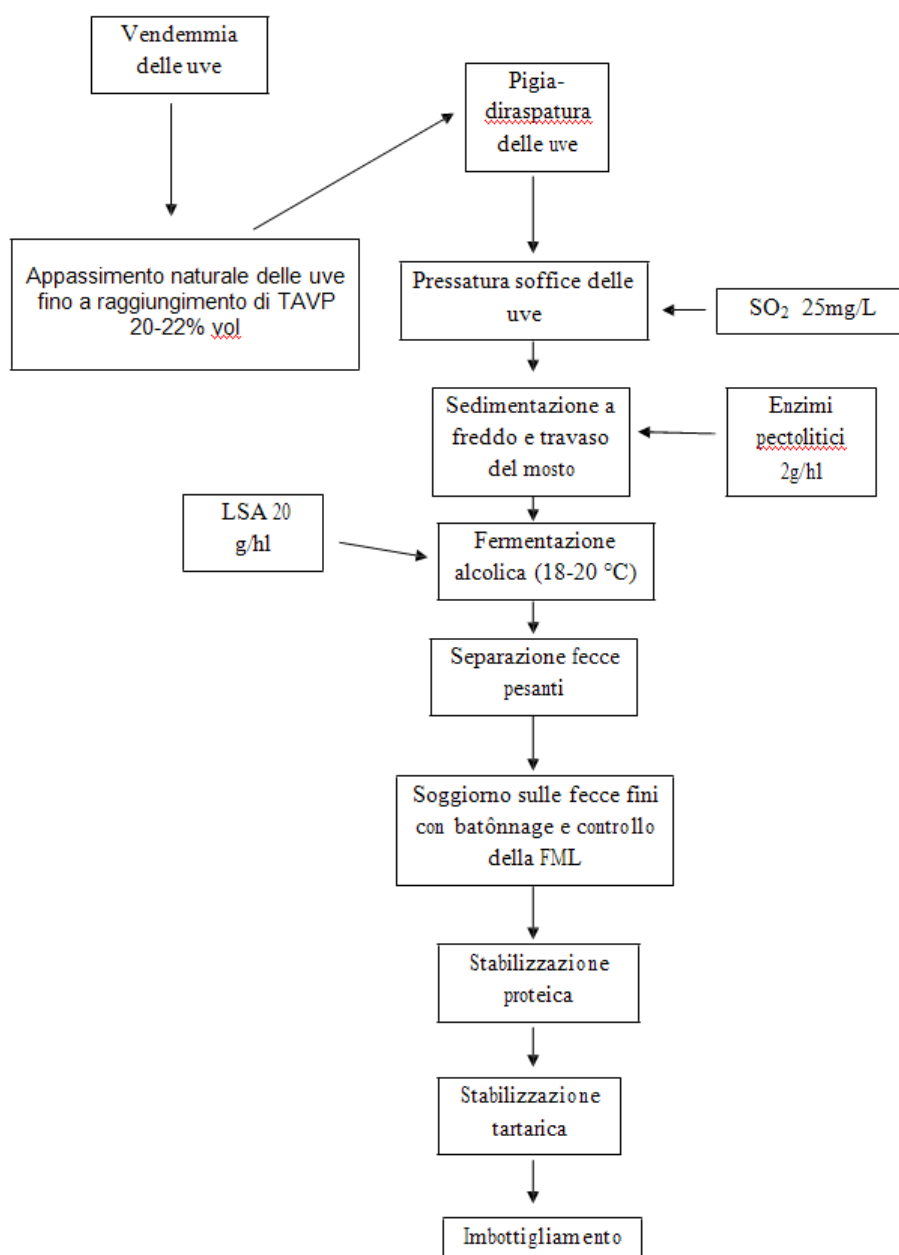 Vendemmia
delle uve
Pigia-
diraspatura
delle uve
Appassimento naturale delle uve
fino a raggiungimento di TAVP
20-22% vol
Pressatura soffice delle
uve
SO₂ 25mg/L
Sedimentazione a
freddo e travaso
del mosto
Enzimi
pectolitici
2g/hl
LSA 20
g/hl
Fermentazione
alcolica (18-20 °C)
Separazione fecce
pesanti
Soggiorno sulle fecce fini
con batônnage e controllo
della FML
Stabilizzazione
proteica
Stabilizzazione
tartarica
Imbottigliamento